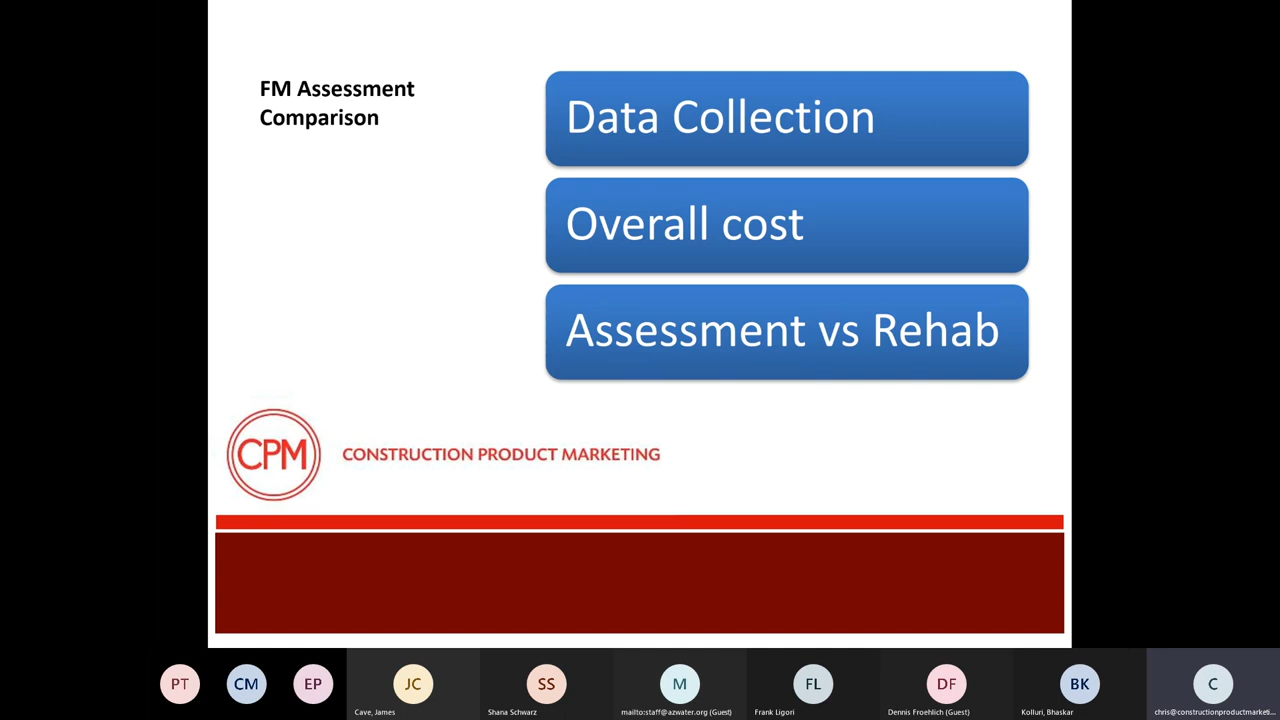 FM Assessment
Comparison
Data Collection
Overall cost
Assessment vs Rehab
CPM
CONSTRUCTION PRODUCT MARKETING
PT
CM
EP
JC
SS
M
FL
DF
BK
C
Cave, James
Shana Schwarz
mailto:staff@azwater.org (Guest)
Frank Ligori
Dennis Froehlich (Guest)
Kolluri, Bhaskar
chris@constructionproductmarketi...